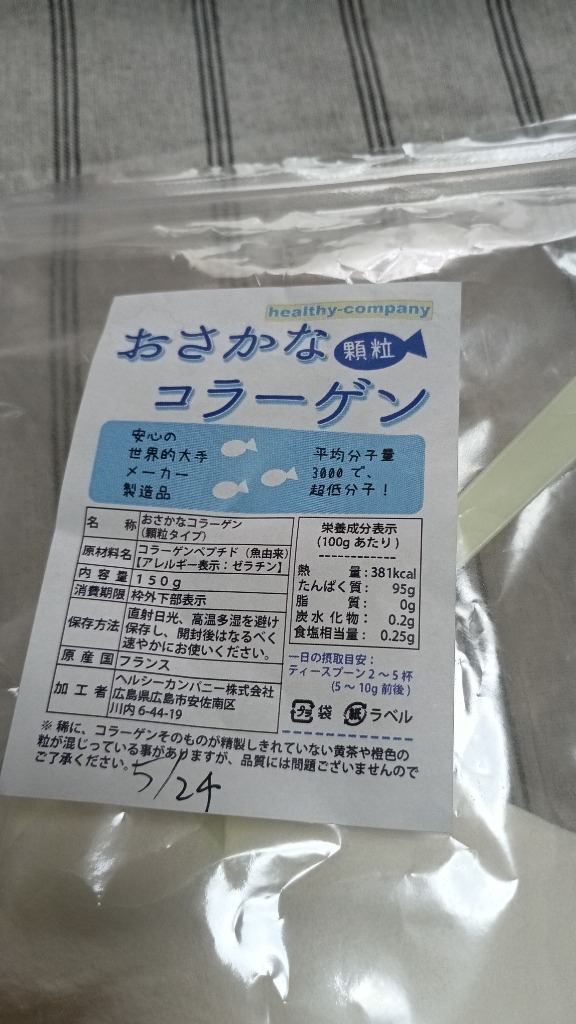 healthy-company
おさかな 顆粒
コラーゲン
安心の
世界的大手
メーカー
製造品
平均分子量
3000で、
超低分子！
名称 おさかなコラーゲン
（顆粒タイプ）
原材料名 コラーゲンペプチド（魚由来）
【アレルギー表示：ゼラチン】
内容量 150g
消費期限 枠外下部表示
保存方法 直射日光、高温多湿を避け
保存し、開封後はなるべく
速やかにお使いください。
原産国 フランス
加工者 ヘルシーカンパニー株式会社
広島県広島市安佐南区
川内6-44-19
栄養成分表示
(100gあたり)
------------
熱量：381kcal
たんぱく質：95g
脂質：0g
炭水化物：0.2g
食塩相当量：0.25g
一日の摂取目安：
ティースプーン2～5杯
(5～10g前後)
プラ 袋 紙 ラベル
※稀に、コラーゲンそのものが精製しきれていない黄茶や橙色の
粒が混じっている事がありますが、品質には問題ございませんので
ご了承ください。
5/24